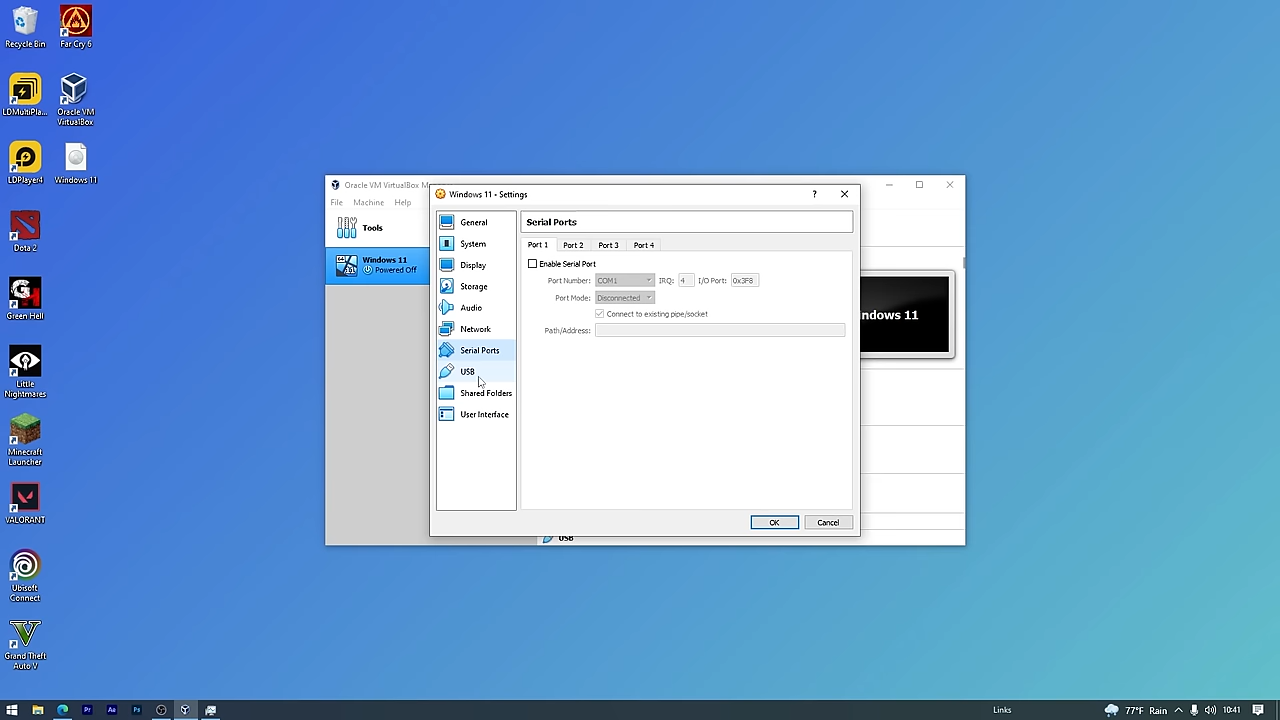 Recycle Bin
Far Cry 6
LDMultiPla...
Oracle VM
VirtualBox
LDPlayer4
Windows 11
Dota 2
Green Hell
Little
Nightmares
Minecraft
Launcher
VALORANT
Ubisoft
Connect
Grand Theft
Auto V
Oracle VM VirtualBox M
File Machine Help
Tools
Windows 11
Powered Off
Windows 11 - Settings
?
General
System
Display
Storage
Audio
Network
Serial Ports
USB
Shared Folders
User Interface
Serial Ports
Port 1 Port 2 Port 3 Port 4
Enable Serial Port
Port Number: COM1 IRQ: 4 I/O Port: 0x3F8
Port Mode: Disconnected
Connect to existing pipe/socket
Path/Address:
OK Cancel
ndows 11
USB
Pr Ae Ps
Links
77°F Rain
10:41